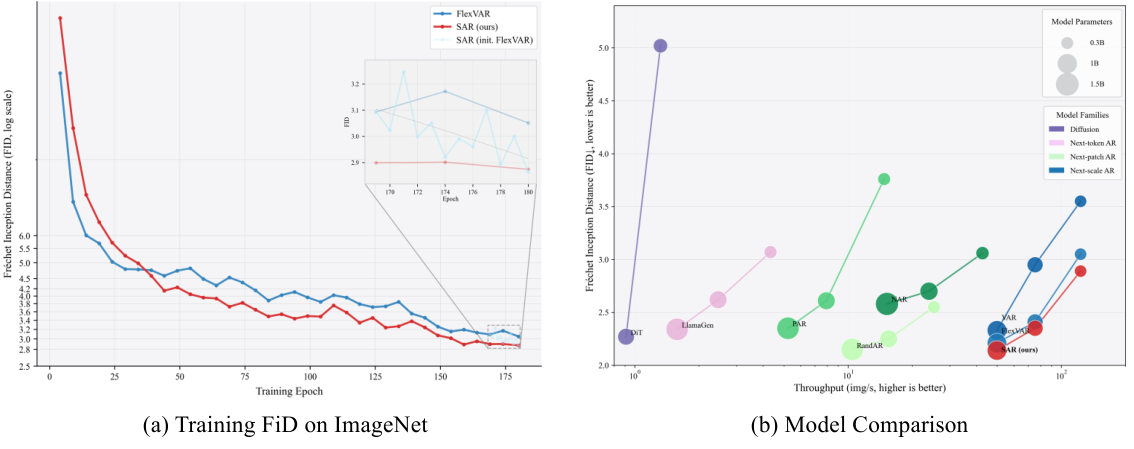 FlexVAR
SAR (ours)
SAR (init. FlexVAR)
Fréchet Inception Distance (FID, log scale)
6.0
5.5
5.0
4.5
4.2
4.0
3.8
3.6
3.4
3.2
3.0
2.8
2.5
0
25
50
75
100
125
150
175
Training Epoch
FID
3.2
3.1
3.0
2.9
170
172
174
176
178
180
Epoch
(a) Training FiD on ImageNet
Fréchet Inception Distance (FID↓, lower is better)
5.0
4.5
4.0
3.5
3.0
2.5
2.0
10⁰
10¹
10²
Throughput (img/s, higher is better)
Model Parameters
0.3B
1B
1.5B
Model Families
Diffusion
Next-token AR
Next-patch AR
Next-scale AR
DiT
LlamaGen
PAR
NAR
RandAR
VAR
FlexVAR
SAR (ours)
(b) Model Comparison